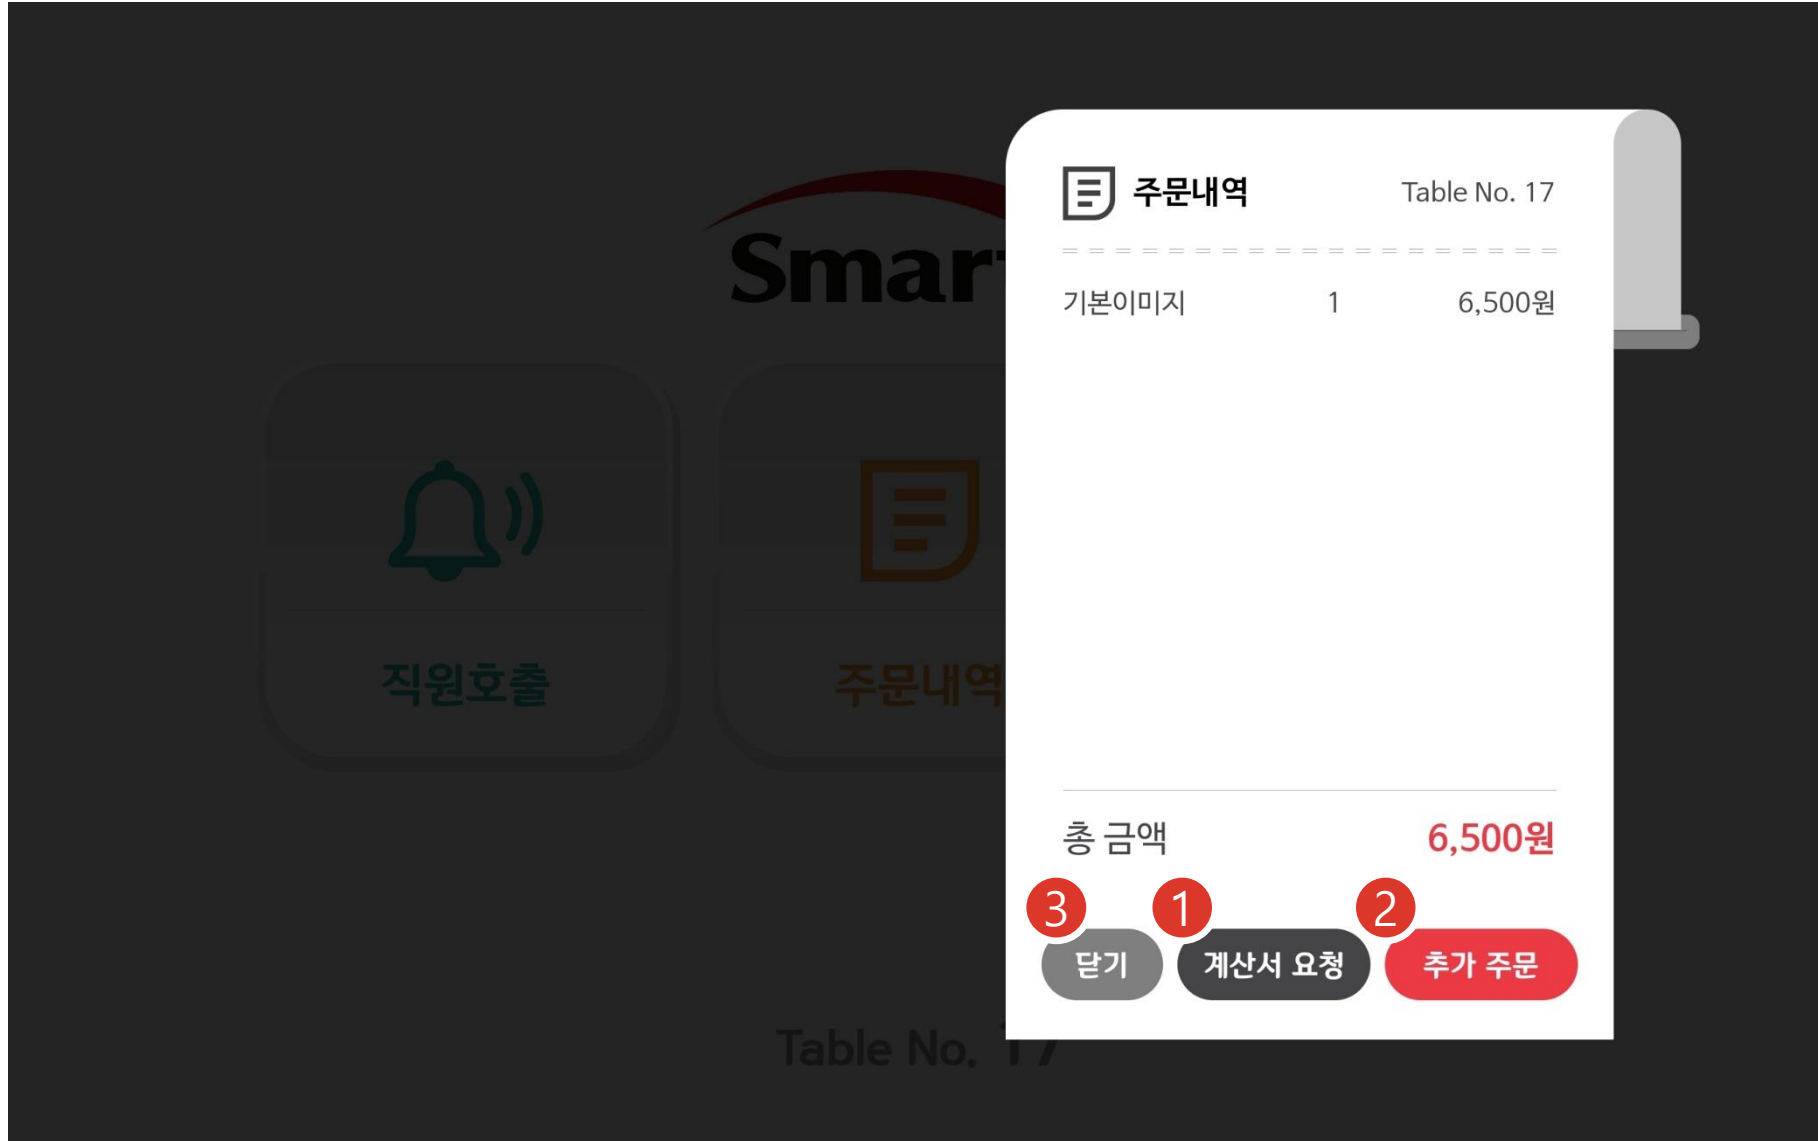 Smar
주문내역 Table No. 17
기본이미지 1 6,500원
직원호출 주문내역
총 금액 6,500원
3 1 2
닫기 계산서 요청 추가 주문
Table No. 17